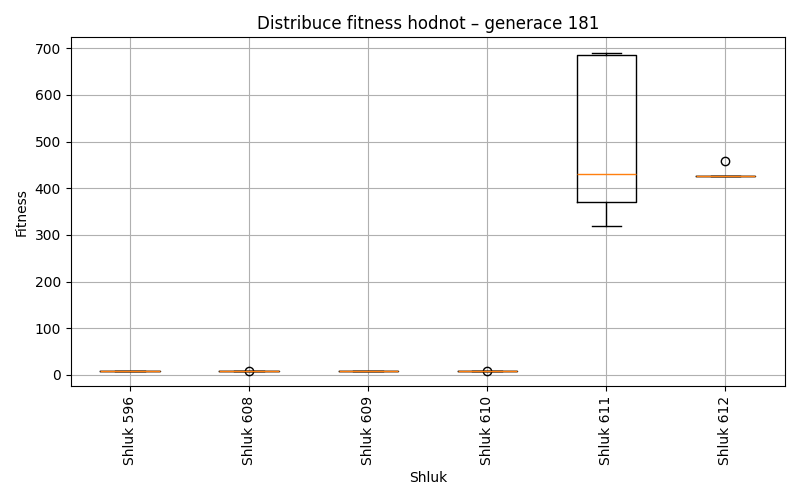 Distribuce fitness hodnot – generace 181
Fitness
700
600
500
400
300
200
100
0
Shluk 596
Shluk 608
Shluk 609
Shluk 610
Shluk 611
Shluk 612
Shluk